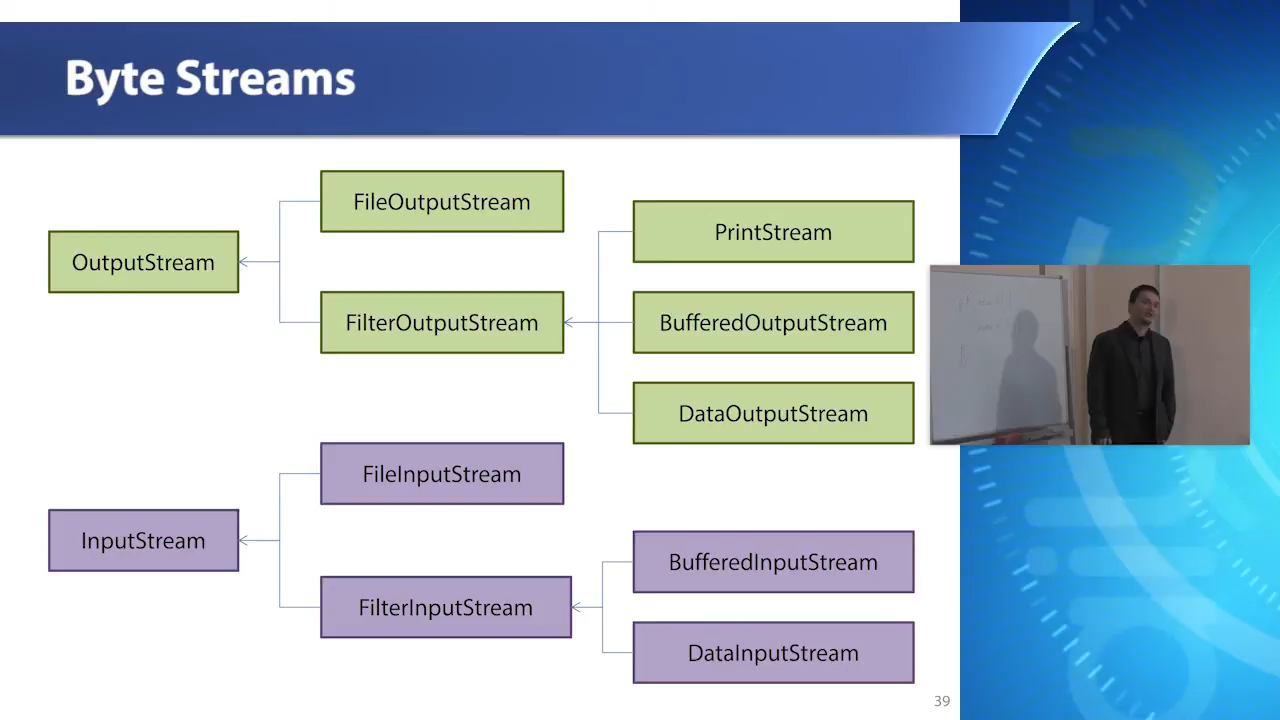 Byte Streams
FileOutputStream
PrintStream
OutputStream
FilterOutputStream
BufferedOutputStream
DataOutputStream
FileInputStream
InputStream
BufferedInputStream
FilterInputStream
DataInputStream
39